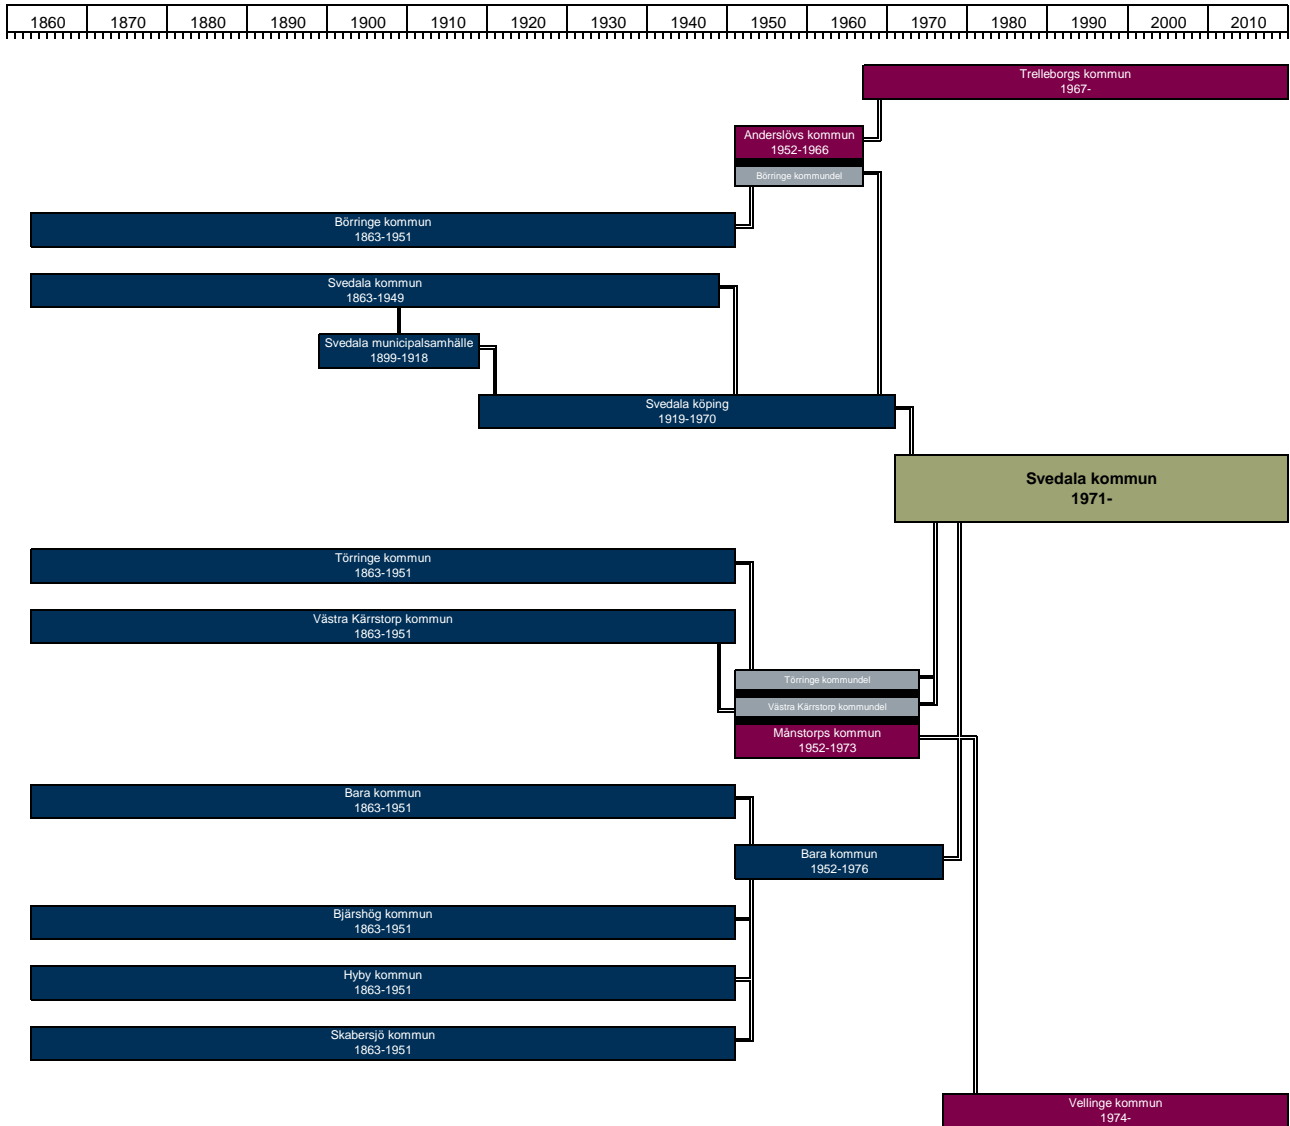 1860 1870 1880 1890 1900 1910 1920 1930 1940 1950 1960 1970 1980 1990 2000 2010
Trelleborgs kommun
1967-
Anderslövs kommun
1952-1966
Börringe kommundel
Börringe kommun
1863-1951
Svedala kommun
1863-1949
Svedala municipalsamhälle
1899-1918
Svedala köping
1919-1970
Svedala kommun
1971-
Törringe kommun
1863-1951
Västra Kärrstorp kommun
1863-1951
Törringe kommundel
Västra Kärrstorp kommundel
Månstorps kommun
1952-1973
Bara kommun
1863-1951
Bara kommun
1952-1976
Bjärshög kommun
1863-1951
Hyby kommun
1863-1951
Skabersjö kommun
1863-1951
Vellinge kommun
1974-